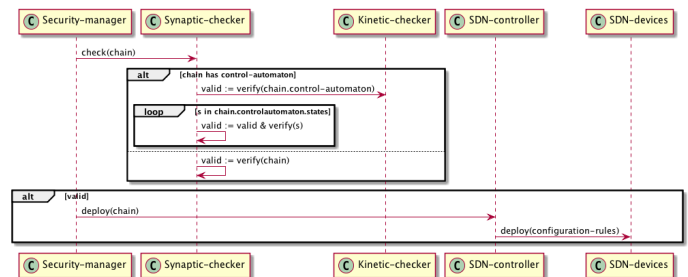 C Security-manager C Synaptic-checker C Kinetic-checker C SDN-controller C SDN-devices
check(chain)
alt [chain has control-automaton]
valid := verify(chain.control-automaton)
loop [s in chain.controlautomaton.states]
valid := valid & verify(s)
valid := verify(chain)
alt [valid]
deploy(chain)
deploy(configuration-rules)
C Security-manager C Synaptic-checker C Kinetic-checker C SDN-controller C SDN-devices